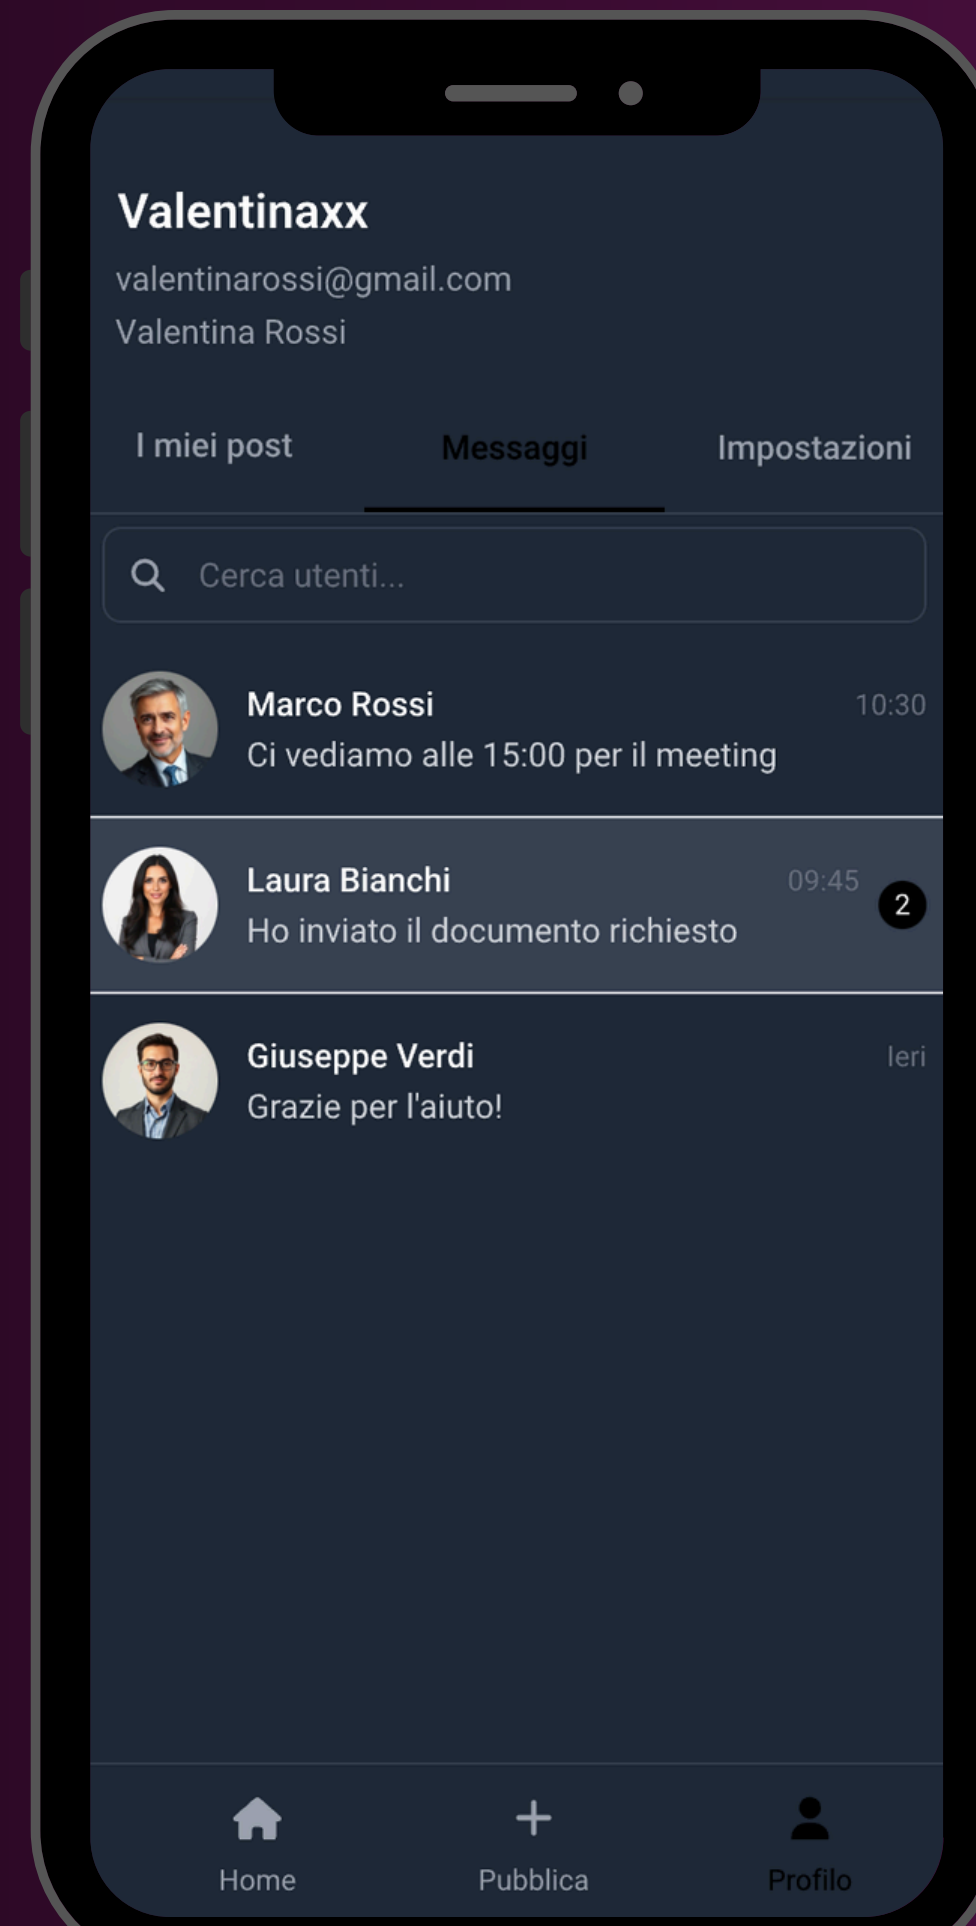 Valentinaxx
valentinarossi@gmail.com
Valentina Rossi
I miei post Messaggi Impostazioni
Cerca utenti...
Marco Rossi 10:30
Ci vediamo alle 15:00 per il meeting
Laura Bianchi 09:45
2
Ho inviato il documento richiesto
Giuseppe Verdi Ieri
Grazie per l'aiuto!
Home Pubblica Profilo